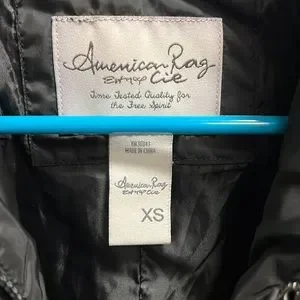 American Rag
Cie
Time Tested Quality for
the Free Spirit
MADE IN CHINA
American Rag
Cie
XS